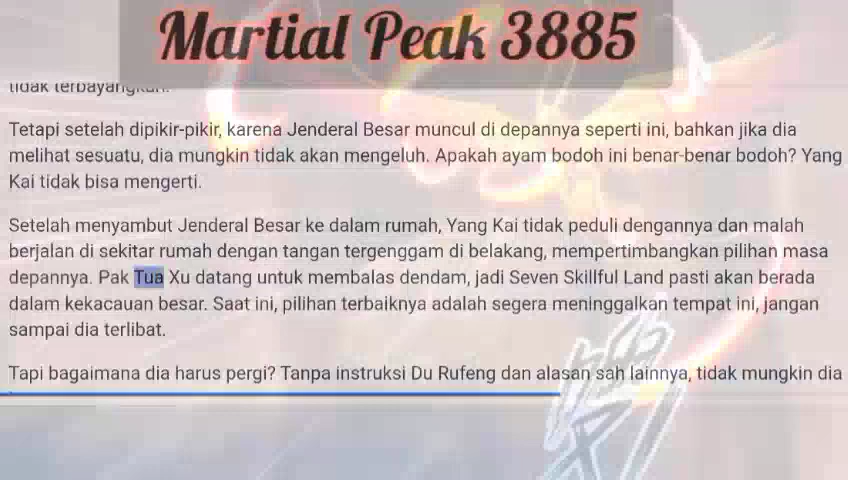 Martial Peak 3885
tidak terbayangkan.
Tetapi setelah dipikir-pikir, karena Jenderal Besar muncul di depannya seperti ini, bahkan jika dia
melihat sesuatu, dia mungkin tidak akan mengeluh. Apakah ayam bodoh ini benar-benar bodoh? Yang
Kai tidak bisa mengerti.
Setelah menyambut Jenderal Besar ke dalam rumah, Yang Kai tidak peduli dengannya dan malah
berjalan di sekitar rumah dengan tangan tergenggam di belakang, mempertimbangkan pilihan masa
depannya. Pak Tua Xu datang untuk membalas dendam, jadi Seven Skillful Land pasti akan berada
dalam kekacauan besar. Saat ini, pilihan terbaiknya adalah segera meninggalkan tempat ini, jangan
sampai dia terlibat.
Tapi bagaimana dia harus pergi? Tanpa instruksi Du Rufeng dan alasan sah lainnya, tidak mungkin dia